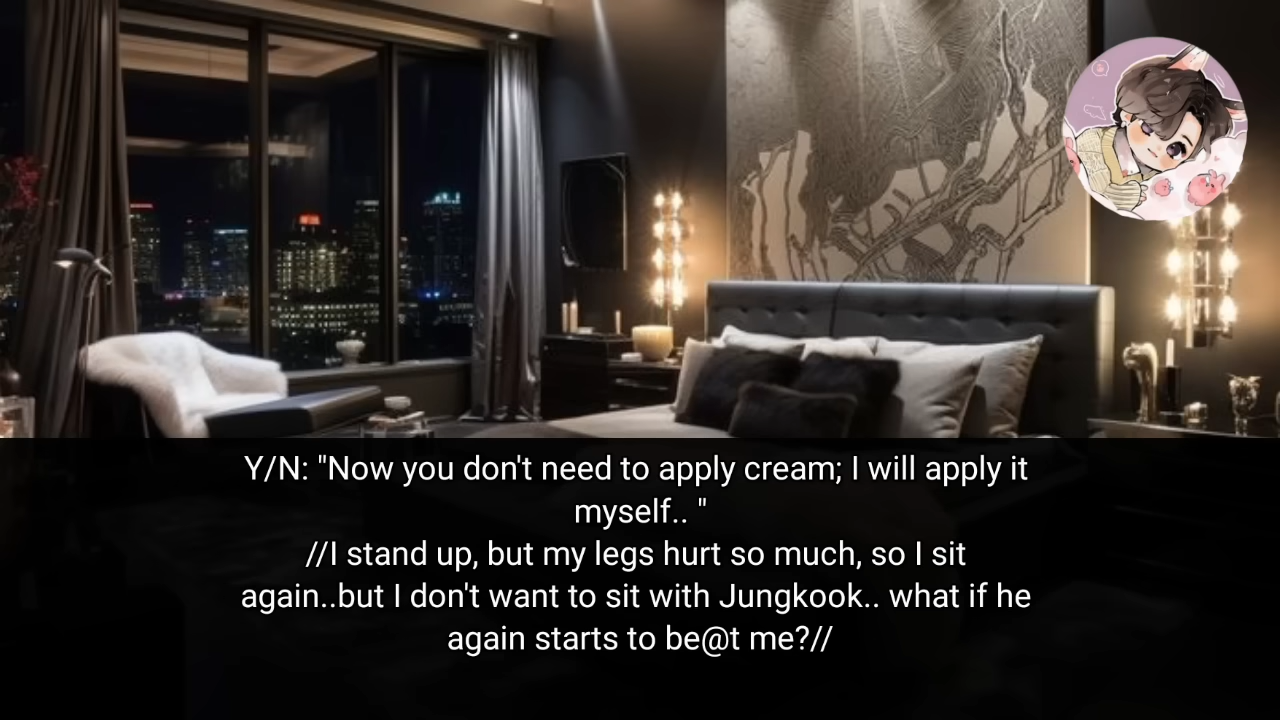 Y/N: "Now you don't need to apply cream; I will apply it
myself.. "
//I stand up, but my legs hurt so much, so I sit
again..but I don't want to sit with Jungkook.. what if he
again starts to be@t me?//